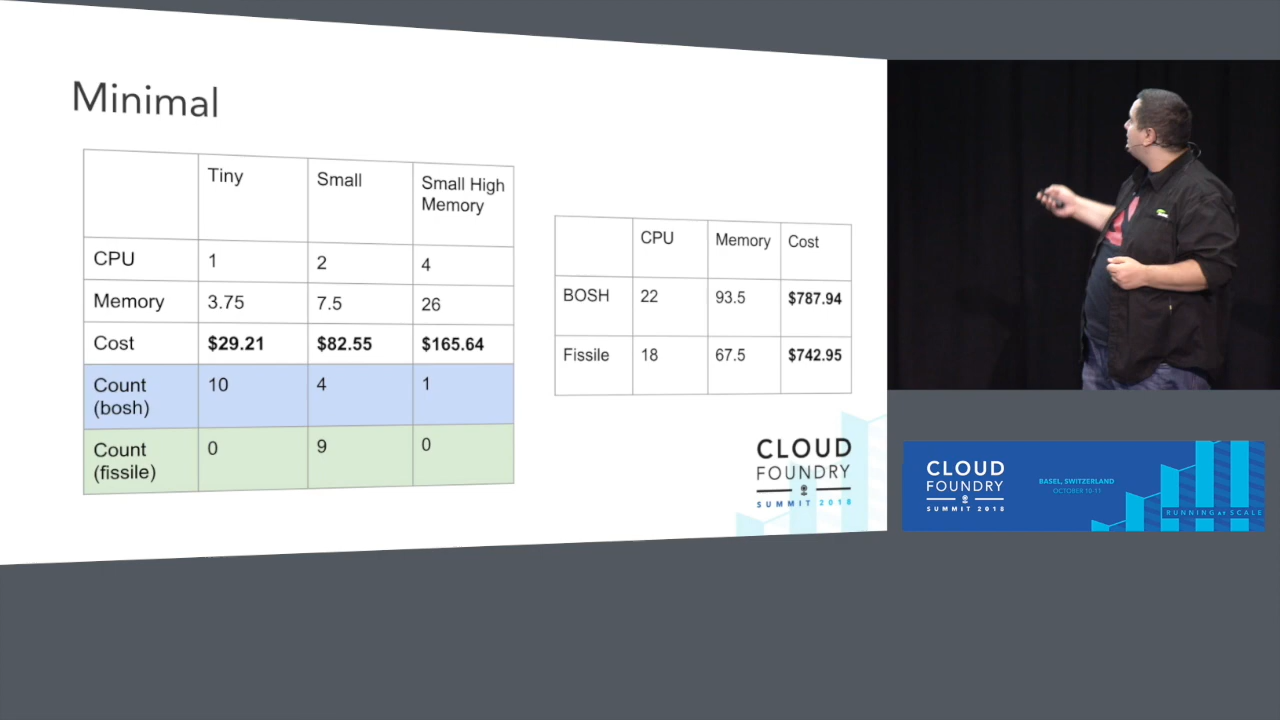 Minimal
Tiny Small Small High
Memory
CPU 1 2 4
Memory 3.75 7.5 26
Cost $29.21 $82.55 $165.64
Count
(bosh) 10 4 1
Count
(fissile) 0 9 0
CPU Memory Cost
BOSH 22 93.5 $787.94
Fissile 18 67.5 $742.95
CLOUD
FOUNDRY
SUMMIT 2018
CLOUD
FOUNDRY
SUMMIT 2018
BASEL, SWITZERLAND
OCTOBER 10-11
RUNNING AT SCALE